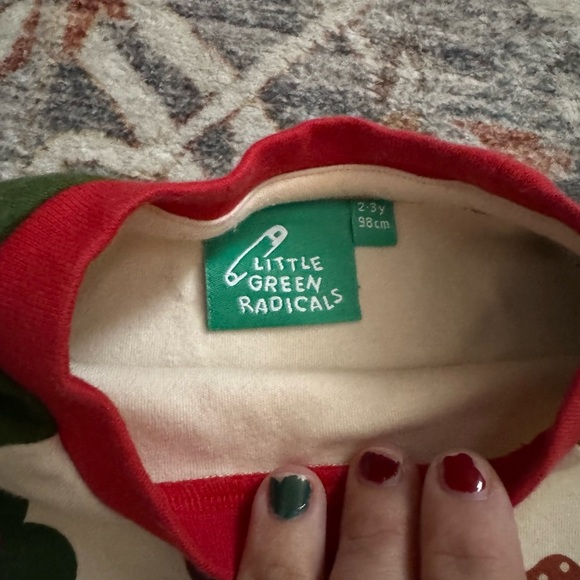 2-3y
98cm
LITTLE
GREEN
RADICALS